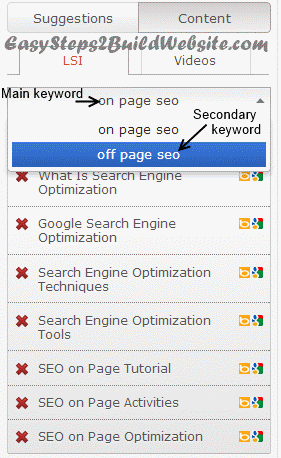 Suggestions
Content
EasySteps2BuildWebsite.com
LSI
Videos
Main keyword
on page seo
Secondary
keyword
on page seo
off page seo
What Is Search Engine
Optimization
Google Search Engine
Optimization
Search Engine Optimization
Techniques
Search Engine Optimization
Tools
SEO on Page Tutorial
SEO on Page Activities
SEO on Page Optimization